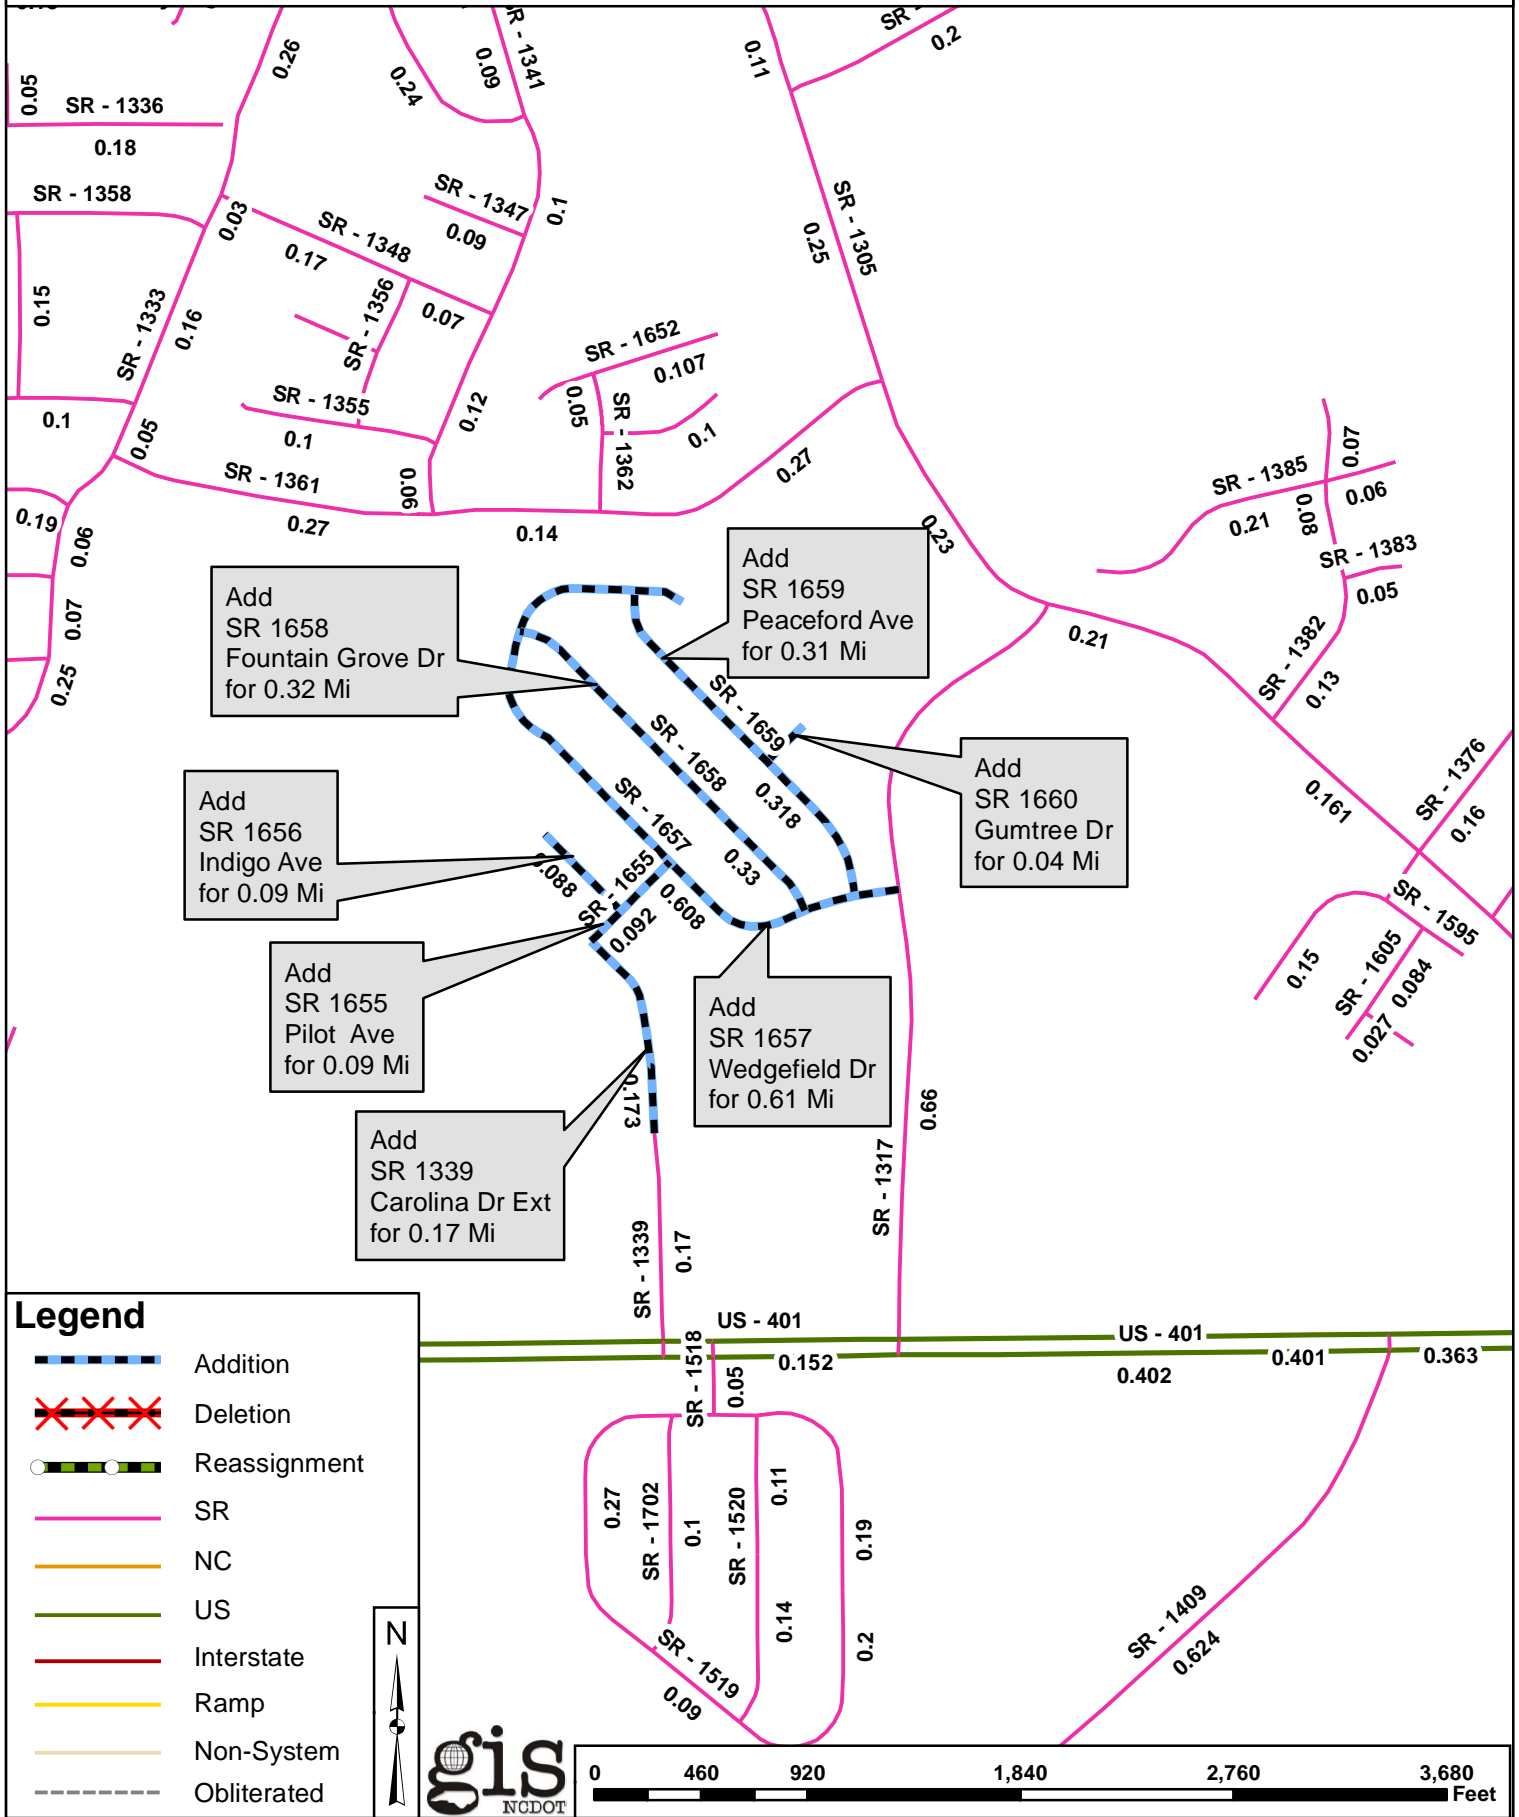 SR - 1341
0.26
0.24
0.09
0.11
SR -
0.2
0.05
SR - 1336
0.18
SR - 1358
0.03
SR - 1348
0.17
SR - 1347
0.09
0.1
SR - 1305
0.25
0.15
SR - 1333
0.16
SR - 1356
0.07
SR - 1652
0.107
0.05
SR - 1362
0.1
0.1
0.05
SR - 1355
0.1
0.12
0.27
SR - 1361
0.27
0.06
0.14
0.19
0.06
0.07
0.25
0.23
SR - 1385
0.07
0.06
0.21
0.08
SR - 1383
0.05
0.21
SR - 1382
0.13
SR - 1376
0.16
0.161
SR - 1595
0.15
SR - 1605
0.084
0.027
Add
SR 1659
Peaceford Ave
for 0.31 Mi
Add
SR 1658
Fountain Grove Dr
for 0.32 Mi
SR - 1659
0.318
SR - 1658
0.33
SR - 1657
0.608
Add
SR 1660
Gumtree Dr
for 0.04 Mi
Add
SR 1656
Indigo Ave
for 0.09 Mi
0.088
SR - 1655
0.092
Add
SR 1655
Pilot Ave
for 0.09 Mi
Add
SR 1657
Wedgefield Dr
for 0.61 Mi
0.173
Add
SR 1339
Carolina Dr Ext
for 0.17 Mi
SR - 1339
0.17
SR - 1317
0.66
US - 401
US - 401
0.152
0.402
0.401
0.363
SR - 1518
0.05
0.27
SR - 1702
0.1
SR - 1520
0.11
0.14
0.19
0.2
SR - 1519
0.09
SR - 1409
0.624
Legend
Addition
Deletion
Reassignment
SR
NC
US
Interstate
Ramp
Non-System
Obliterated
N
gis
NCDOT
0 460 920 1,840 2,760 3,680
Feet